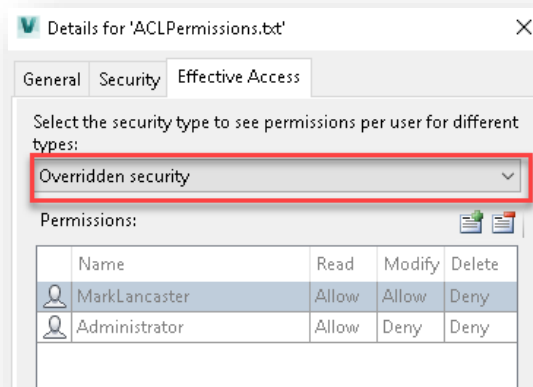 Details for 'ACLPermissions.txt'
General Security Effective Access
Select the security type to see permissions per user for different
types:
Overridden security
Permissions:
Name Read Modify Delete
MarkLancaster Allow Allow Deny
Administrator Allow Deny Deny